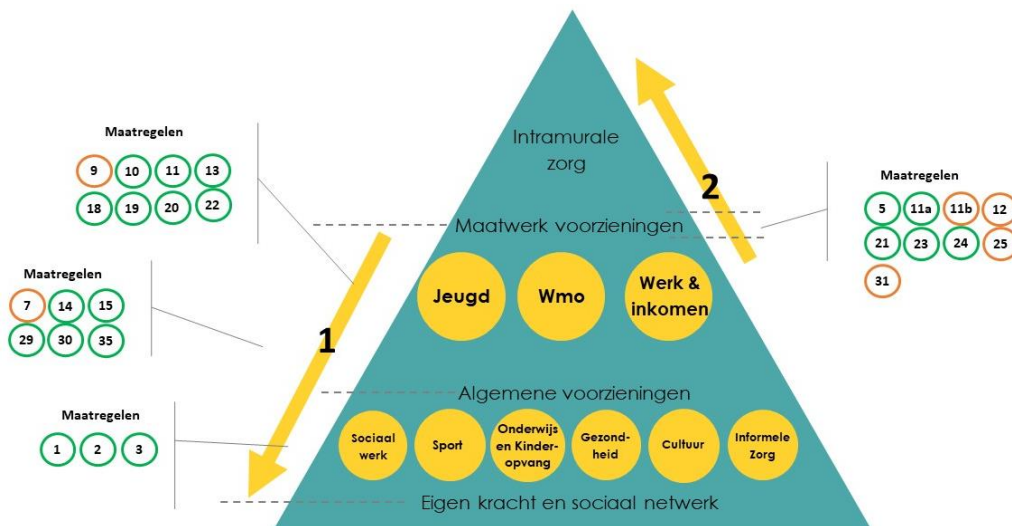 Maatregelen
9 10 11 13
18 19 20 22
Maatregelen
7 14 15
29 30 35
Maatregelen
1 2 3
1
Intramurale
zorg
Maatwerk voorzieningen
Jeugd
Wmo
Werk &
inkomen
Algemene voorzieningen
Sociaal
werk
Sport
Onderwijs
en Kinder-
opvang
Gezond-
heid
Cultuur
Informele
Zorg
Eigen kracht en sociaal netwerk
2
Maatregelen
5 11a 11b 12
21 23 24 25
31